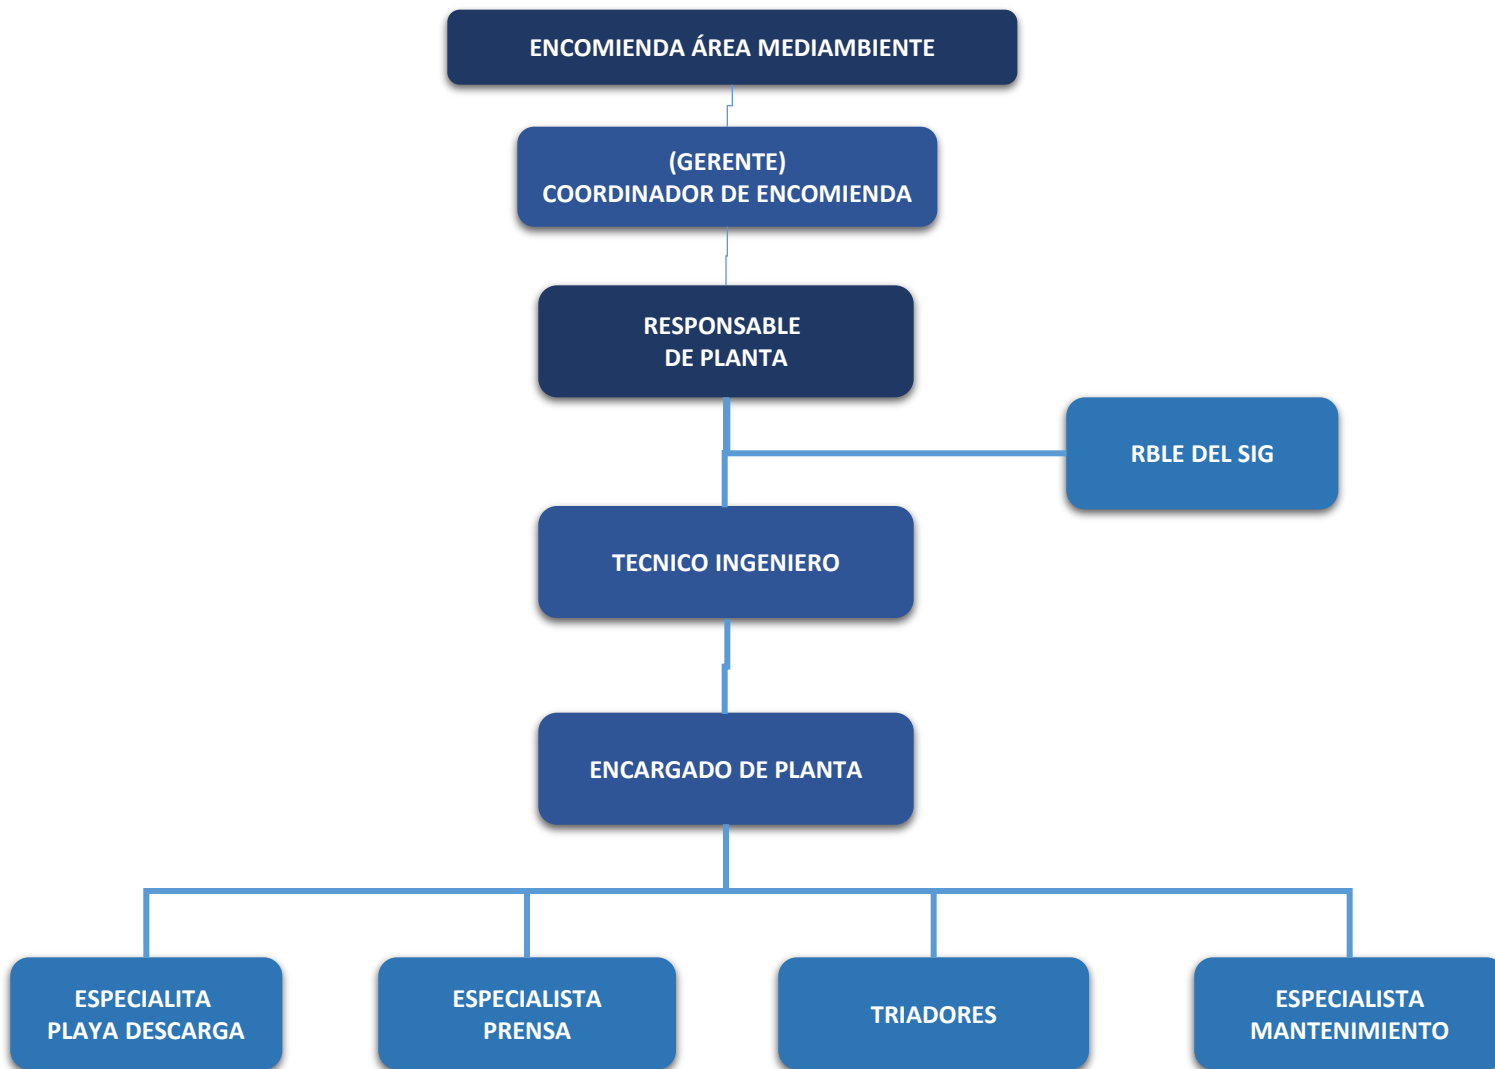 ENCOMIENDA ÁREA MEDIAMBIENTE
(GERENTE)
COORDINADOR DE ENCOMIENDA
RESPONSABLE
DE PLANTA
RBLE DEL SIG
TECNICO INGENIERO
ENCARGADO DE PLANTA
ESPECIALITA
PLAYA DESCARGA
ESPECIALISTA
PRENSA
TRIADORES
ESPECIALISTA
MANTENIMIENTO